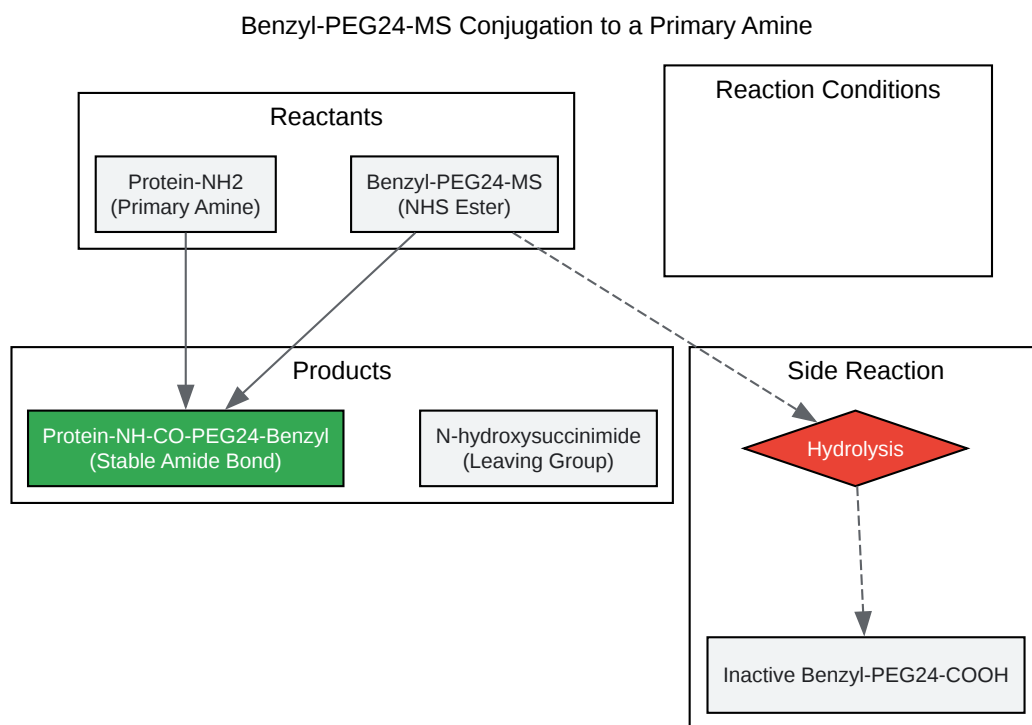 Benzyl-PEG24-MS Conjugation to a Primary Amine
Reaction Conditions
Reactants
Protein-NH2
(Primary Amine)
Benzyl-PEG24-MS
(NHS Ester)
Products
Protein-NH-CO-PEG24-Benzyl
(Stable Amide Bond)
N-hydroxysuccinimide
(Leaving Group)
Side Reaction
Hydrolysis
Inactive Benzyl-PEG24-COOH